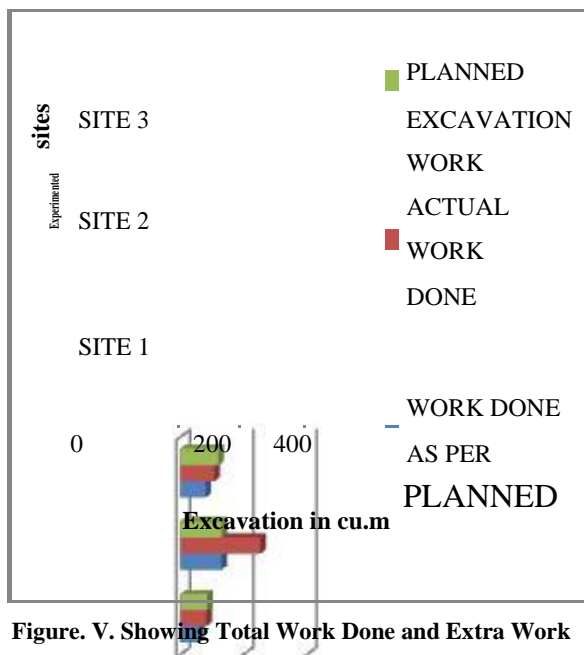 sites
Experimented
SITE 3
SITE 2
SITE 1
0 200 400
Excavation in cu.m
PLANNED
EXCAVATION
WORK
ACTUAL
WORK
DONE
WORK DONE
AS PER
PLANNED
Figure. V. Showing Total Work Done and Extra Work